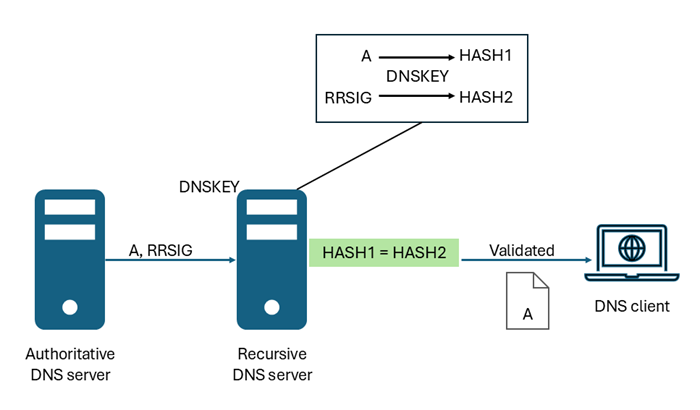 A
HASH1
DNSKEY
RRSIG
HASH2
DNSKEY
A, RRSIG
HASH1 = HASH2
Validated
A
DNS client
Authoritative
DNS server
Recursive
DNS server